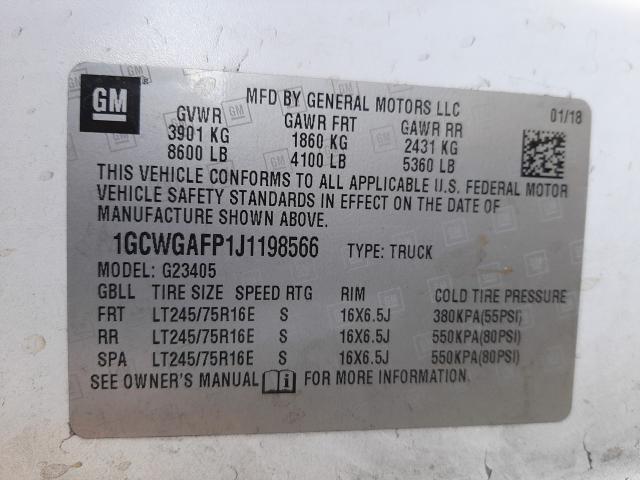 GM
MFD BY GENERAL MOTORS LLC
01/18
GVWR GAWR FRT GAWR RR
3901 KG 1860 KG 2431 KG
8600 LB 4100 LB 5360 LB
THIS VEHICLE CONFORMS TO ALL APPLICABLE U.S. FEDERAL MOTOR
VEHICLE SAFETY STANDARDS IN EFFECT ON THE DATE OF
MANUFACTURE SHOWN ABOVE.
1GCWGAFP1J1198566 TYPE: TRUCK
MODEL: G23405
GBLL TIRE SIZE SPEED RTG RIM COLD TIRE PRESSURE
FRT LT245/75R16E S 16X6.5J 380KPA(55PSI)
RR LT245/75R16E S 16X6.5J 550KPA(80PSI)
SPA LT245/75R16E S 16X6.5J 550KPA(80PSI)
SEE OWNER'S MANUAL i FOR MORE INFORMATION.